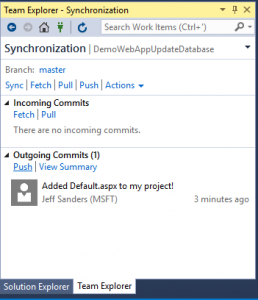 Team Explorer - Synchronization
Search Work Items (Ctrl+')
Synchronization | DemoWebAppUpdateDatabase
Branch: master
Sync | Fetch | Pull | Push | Actions
Incoming Commits
Fetch | Pull
There are no incoming commits.
Outgoing Commits (1)
Push | View Summary
Added Default.aspx to my project!
Jeff Sanders (MSFT) 3 minutes ago
Solution Explorer Team Explorer